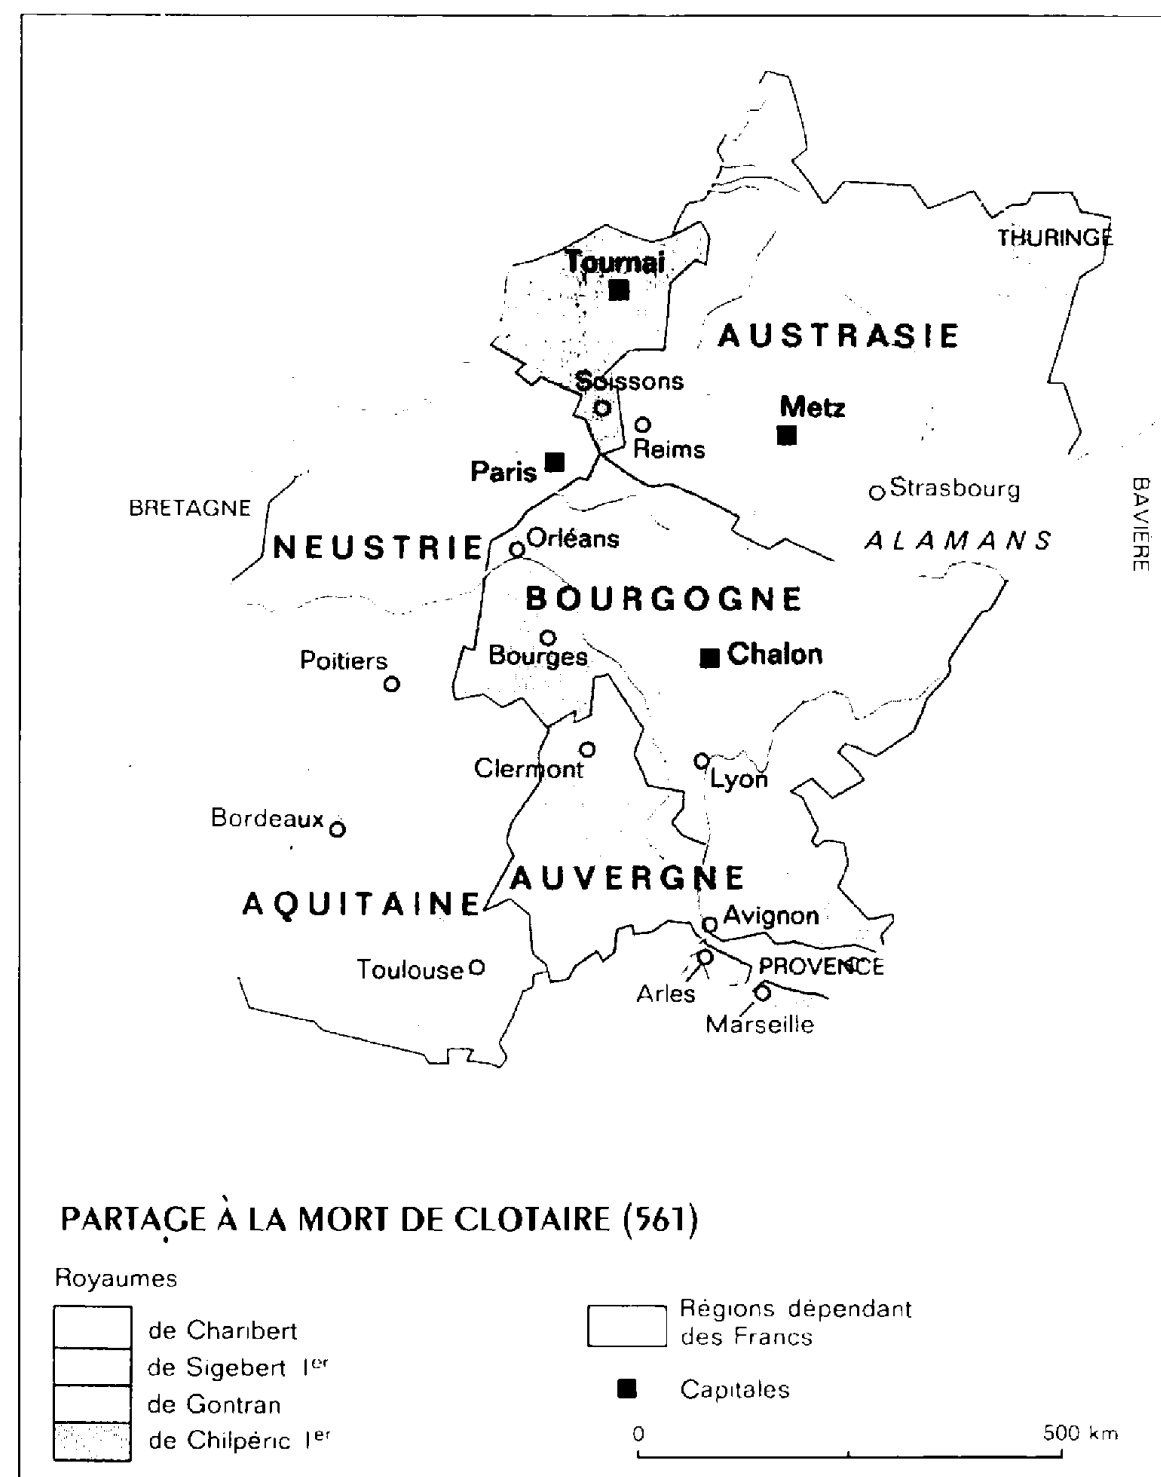 THURINGE
Tournai
AUSTRASIE
Soissons
Metz
Reims
Paris
Strasbourg
BRETAGNE
BAVIÈRE
NEUSTRIE
Orléans
ALAMANS
BOURGOGNE
Bourges
Chalon
Poitiers
Clermont
Lyon
Bordeaux
AUVERGNE
AQUITAINE
Avignon
Toulouse
PROVENCE
Arles
Marseille
PARTAGE À LA MORT DE CLOTAIRE (561)
Royaumes
de Charibert
de Sigebert Ier
de Gontran
de Chilpéric Ier
Régions dépendant
des Francs
Capitales
0 500 km